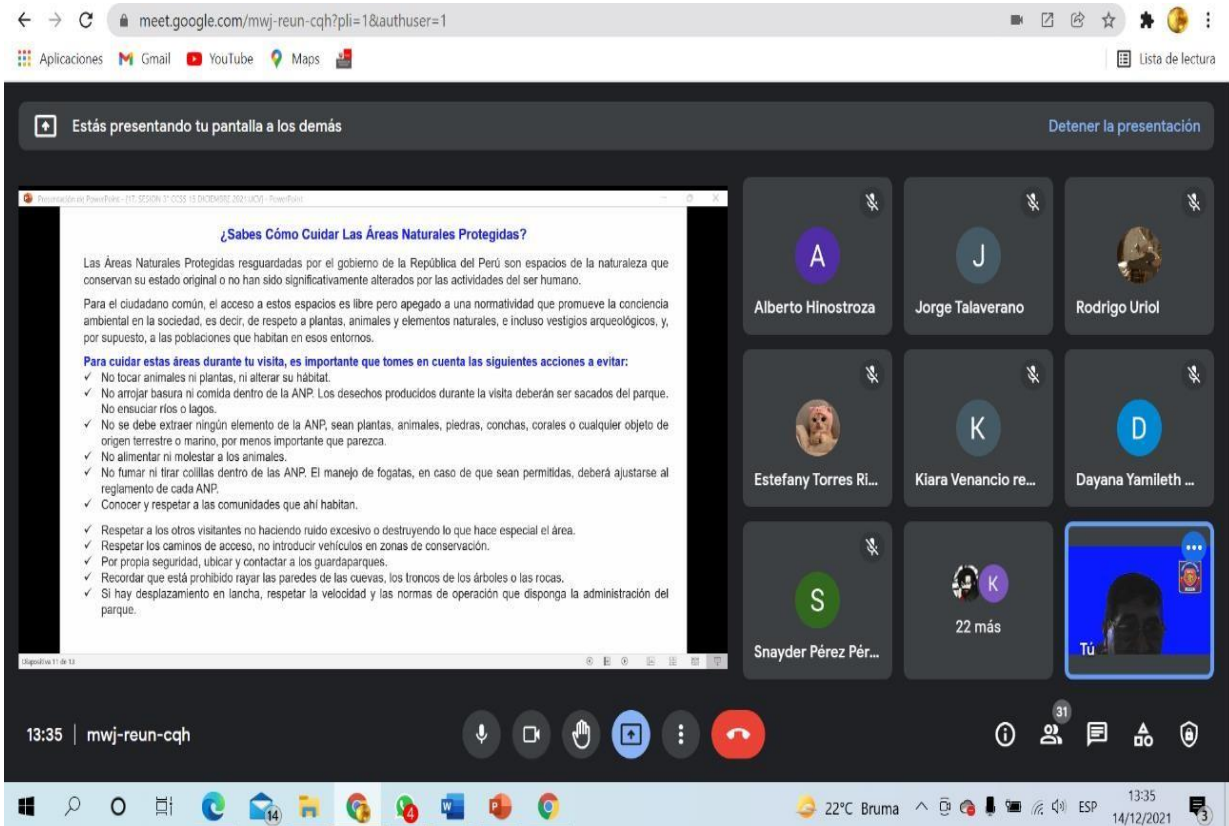 meet.google.com/mwj-reun-cqh?pli=1&authuser=1
Aplicaciones
Gmail
YouTube
Maps
Lista de lectura
Estás presentando tu pantalla a los demás
Detener la presentación
¿Sabes Cómo Cuidar Las Áreas Naturales Protegidas?
Las Áreas Naturales Protegidas resguardadas por el gobierno de la República del Perú son espacios de la naturaleza que
conservan su estado original o no han sido significativamente alterados por las actividades del ser humano.
Para el ciudadano común, el acceso a estos espacios es libre pero apegado a una normatividad que promueve la conciencia
ambiental en la sociedad, es decir, de respeto a plantas, animales y elementos naturales, e incluso vestigios arqueológicos, y,
por supuesto, a las poblaciones que habitan en esos entornos.
Para cuidar estas áreas durante tu visita, es importante que tomes en cuenta las siguientes acciones a evitar:
✓ No tocar animales ni plantas, ni alterar su hábitat.
✓ No arrojar basura ni comida dentro de la ANP. Los desechos producidos durante la visita deberán ser sacados del parque.
No ensuciar ríos o lagos.
✓ No se debe extraer ningún elemento de la ANP, sean plantas, animales, piedras, conchas, corales o cualquier objeto de
origen terrestre o marino, por menos importante que parezca.
✓ No alimentar ni molestar a los animales.
✓ No fumar ni tirar colillas dentro de las ANP. El manejo de fogatas, en caso de que sean permitidas, deberá ajustarse al
reglamento de cada ANP.
✓ Conocer y respetar a las comunidades que ahí habitan.
✓ Respetar a los otros visitantes no haciendo ruido excesivo o destruyendo lo que hace especial el área.
✓ Respetar los caminos de acceso, no introducir vehículos en zonas de conservación.
✓ Por propia seguridad, ubicar y contactar a los guardaparques.
✓ Recordar que está prohibido rayar las paredes de las cuevas, los troncos de los árboles o las rocas.
✓ Si hay desplazamiento en lancha, respetar la velocidad y las normas de operación que disponga la administración del
parque.
Diapositiva 11 de 13
A
Alberto Hinostroza
J
Jorge Talaverano
Rodrigo Uriol
Estefany Torres Ri...
K
Kiara Venancio re...
D
Dayana Yamileth ...
S
Snayder Pérez Pér...
K
22 más
Tú
13:35 | mwj-reun-cqh
31
14
4
22°C Bruma
ESP
13:35
14/12/2021
3